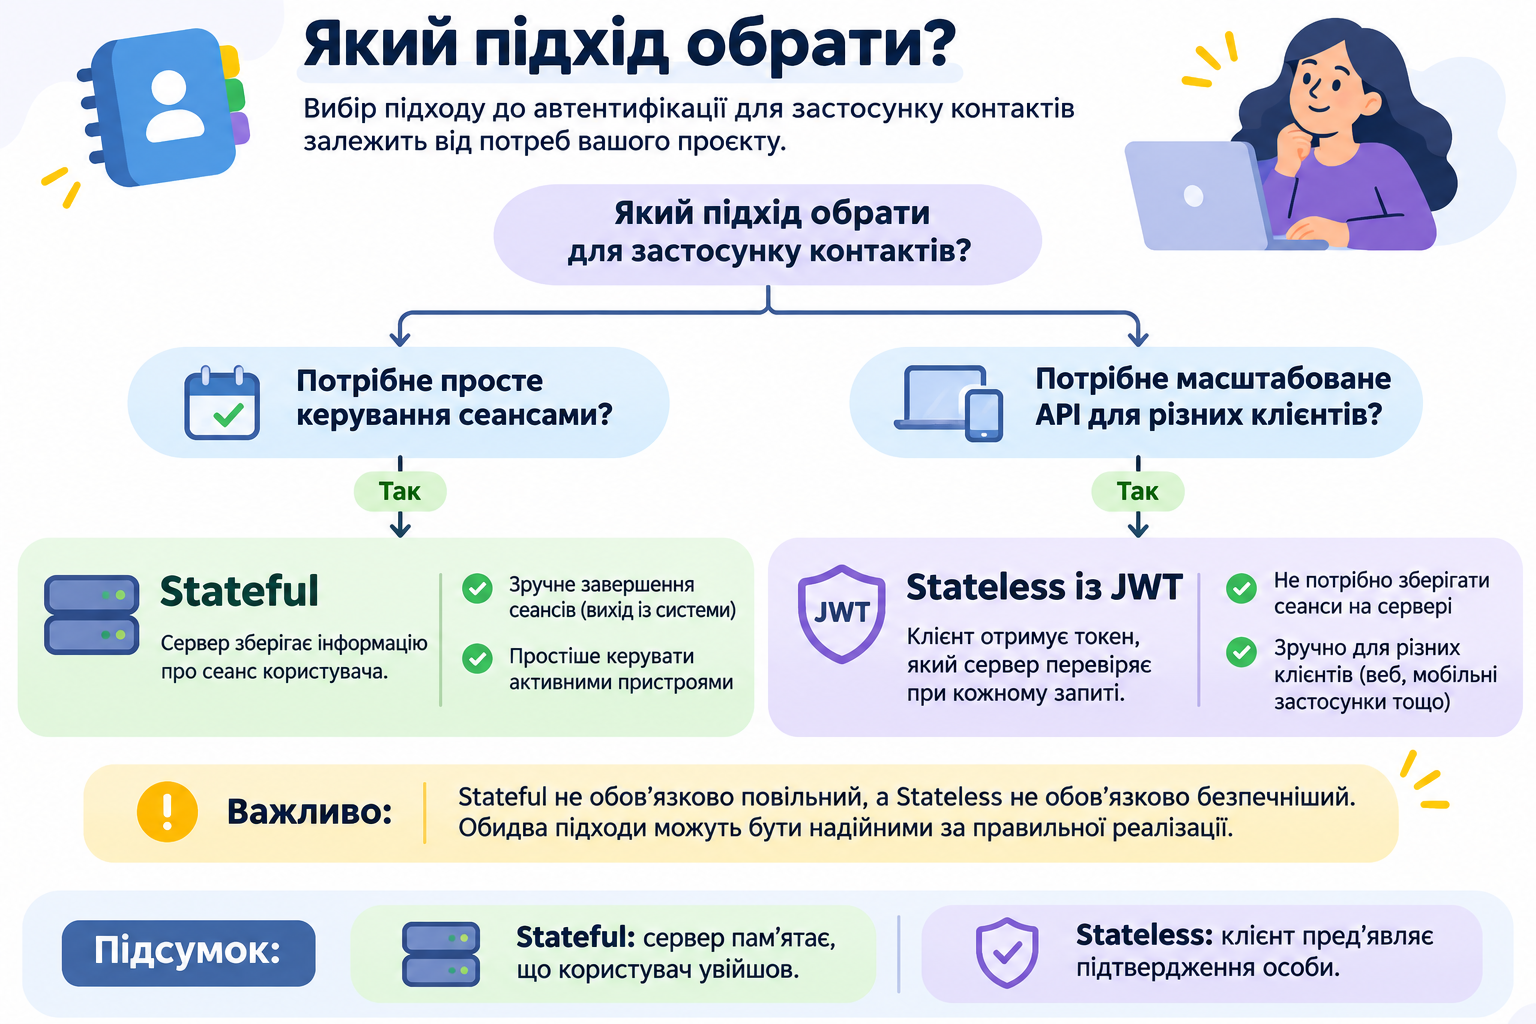 Який підхід обрати?
Вибір підходу до автентифікації для застосунку контактів
залежить від потреб вашого проєкту.
Який підхід обрати
для застосунку контактів?
Потрібне просте
керування сеансами?
Так
Stateful
Сервер зберігає інформацію
про сеанс користувача.
Зручне завершення
сеансів (вихід із системи)
Простіше керувати
активними пристроями
Потрібне масштабоване
API для різних клієнтів?
Так
JWT
Stateless із JWT
Клієнт отримує токен,
який сервер перевіряє
при кожному запиті.
Не потрібно зберігати
сеанси на сервері
Зручно для різних
клієнтів (веб, мобільні
застосунки тощо)
Важливо:
Stateful не обов’язково повільний, а Stateless не обов’язково безпечніший.
Обидва підходи можуть бути надійними за правильної реалізації.
Підсумок:
Stateful: сервер пам’ятає,
що користувач увійшов.
Stateless: клієнт пред’являє
підтвердження особи.